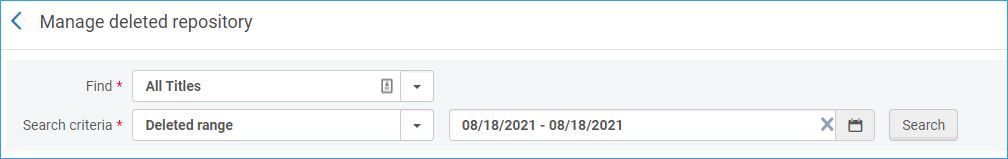 Manage deleted repository
Find * All Titles
Search criteria * Deleted range 08/18/2021 - 08/18/2021 Search